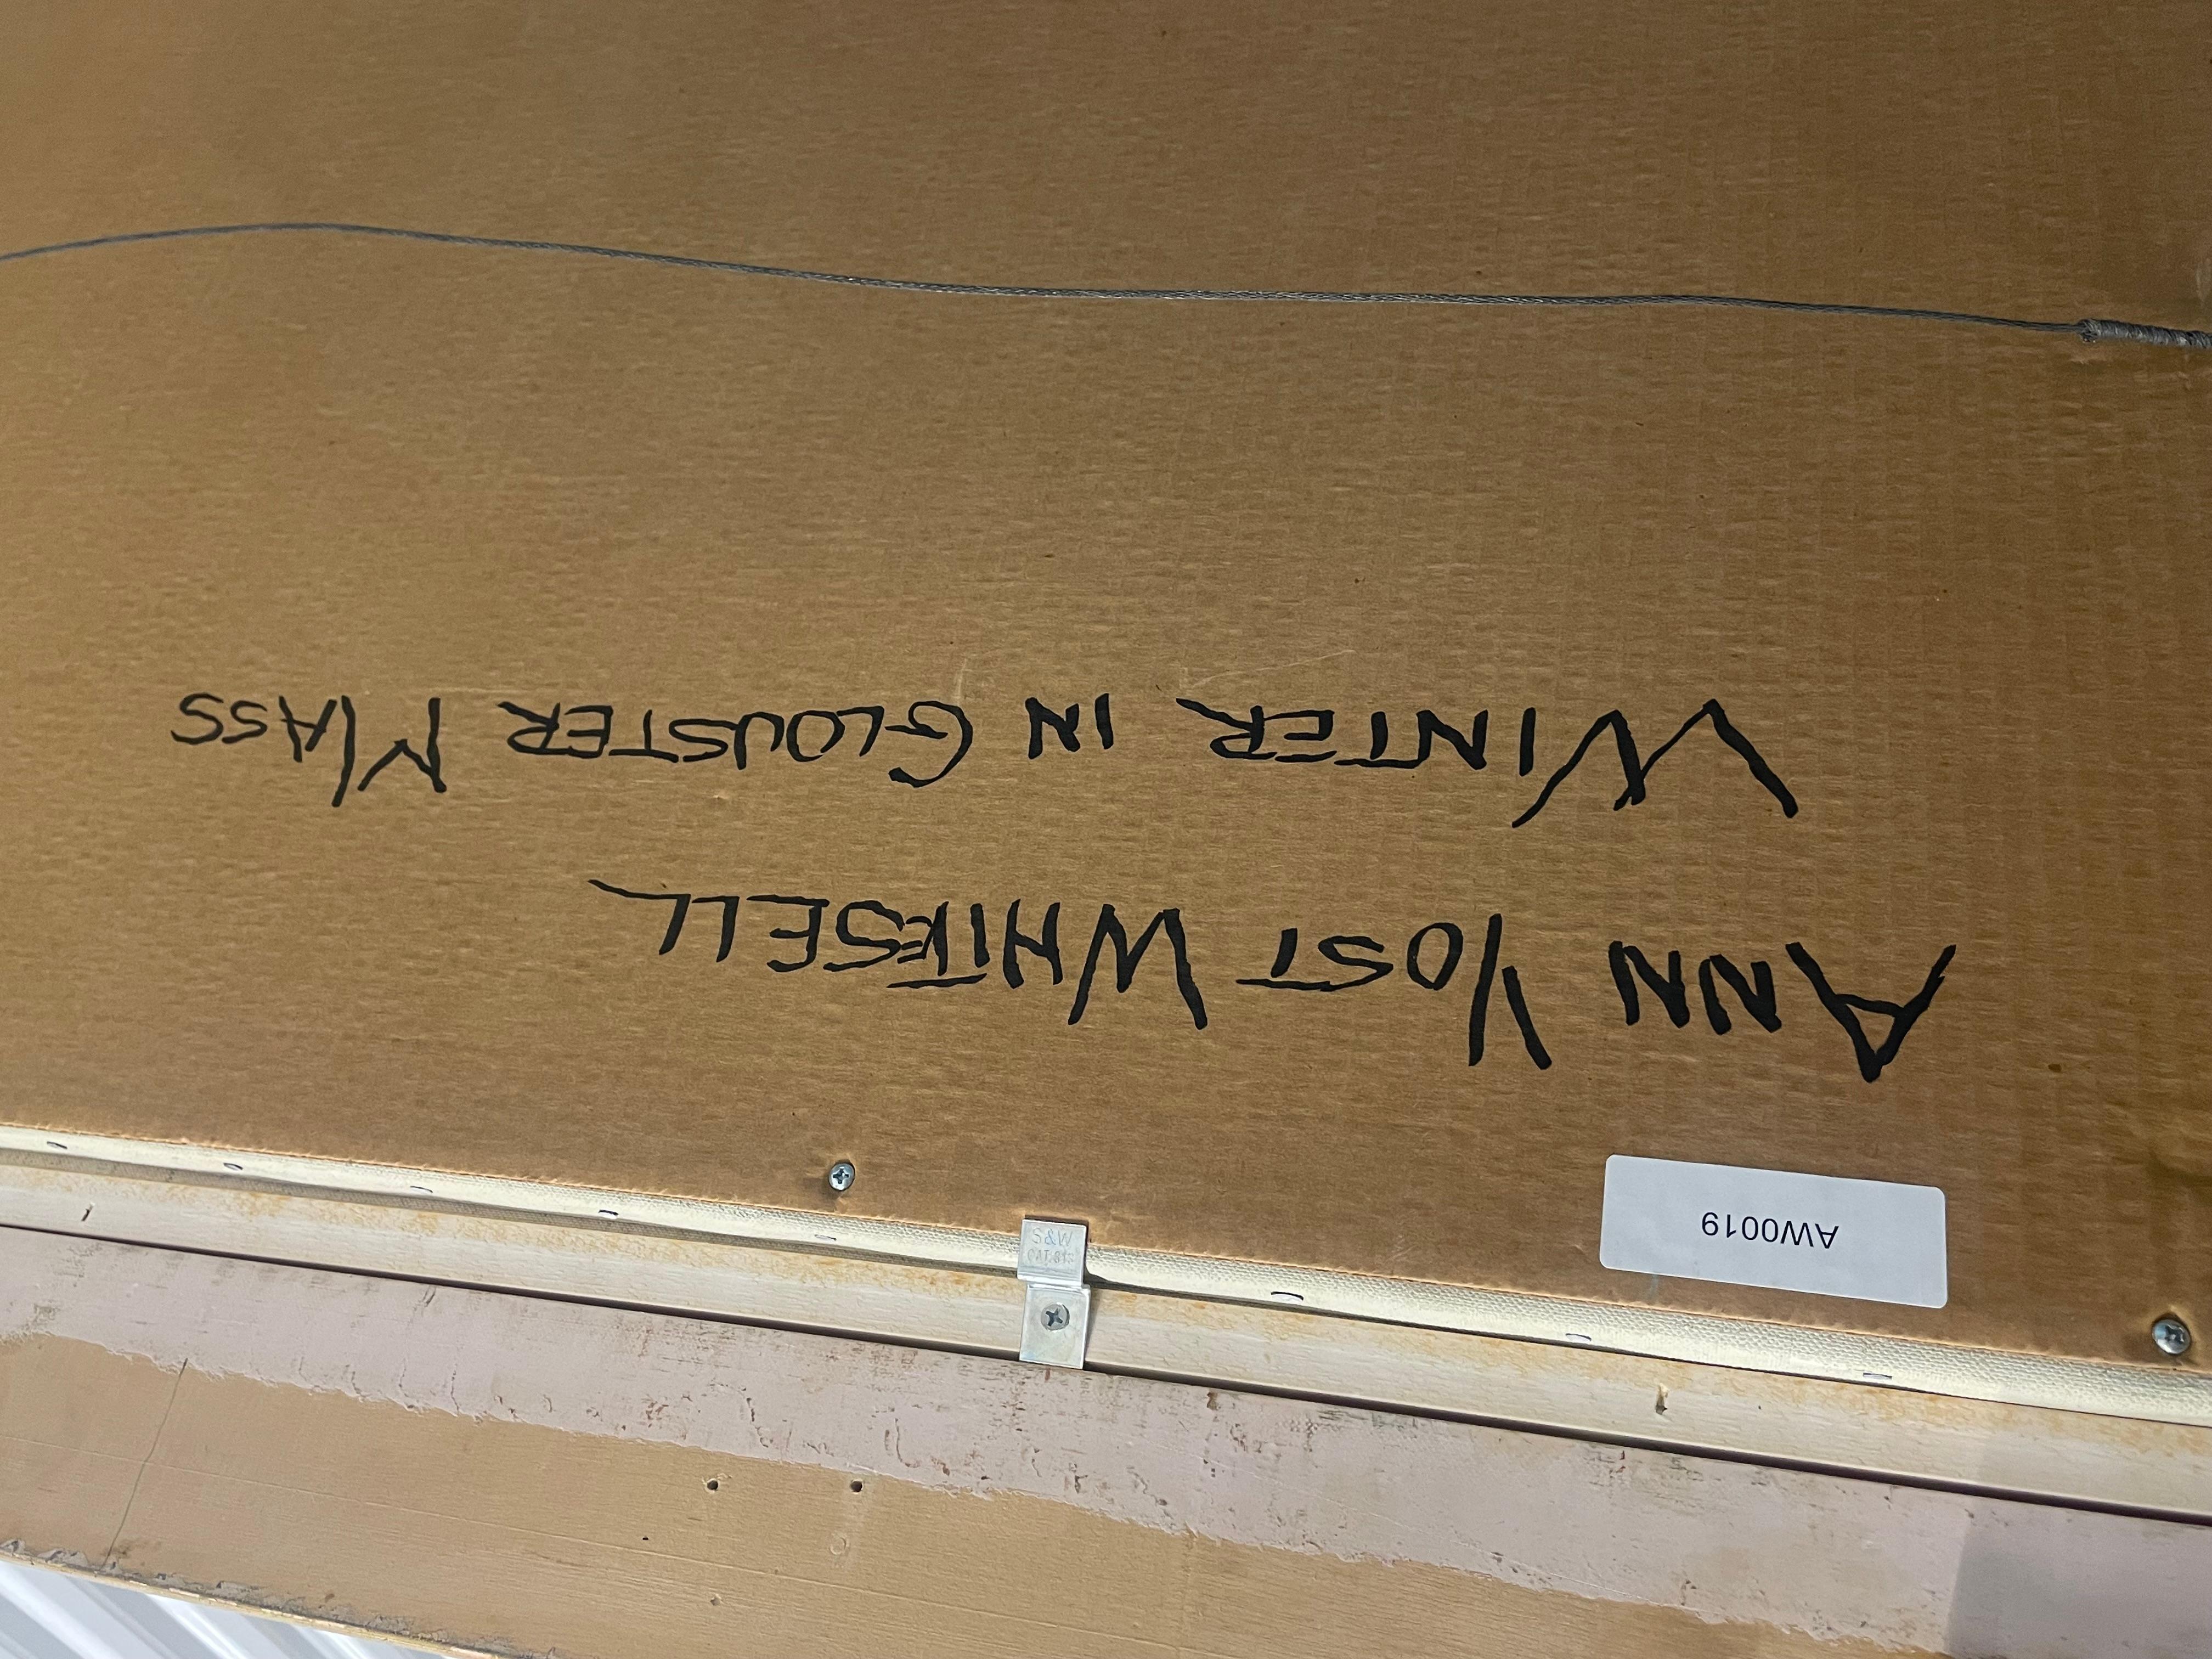 AW0019
ANN YOST WHITESELL
WINTER IN GLOUSTER MASS
S&W